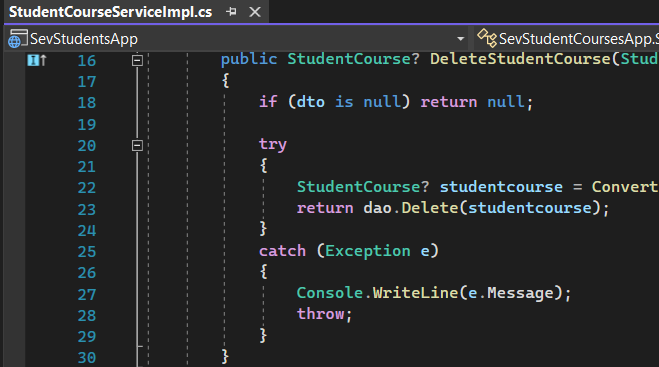 StudentCourseServiceImpl.cs
SevStudentsApp SevStudentCoursesApp.S
16 public StudentCourse? DeleteStudentCourse(Stud
17 {
18 if (dto is null) return null;
19
20 try
21 {
22 StudentCourse? studentcourse = Convert
23 return dao.Delete(studentcourse);
24 }
25 catch (Exception e)
26 {
27 Console.WriteLine(e.Message);
28 throw;
29 }
30 }